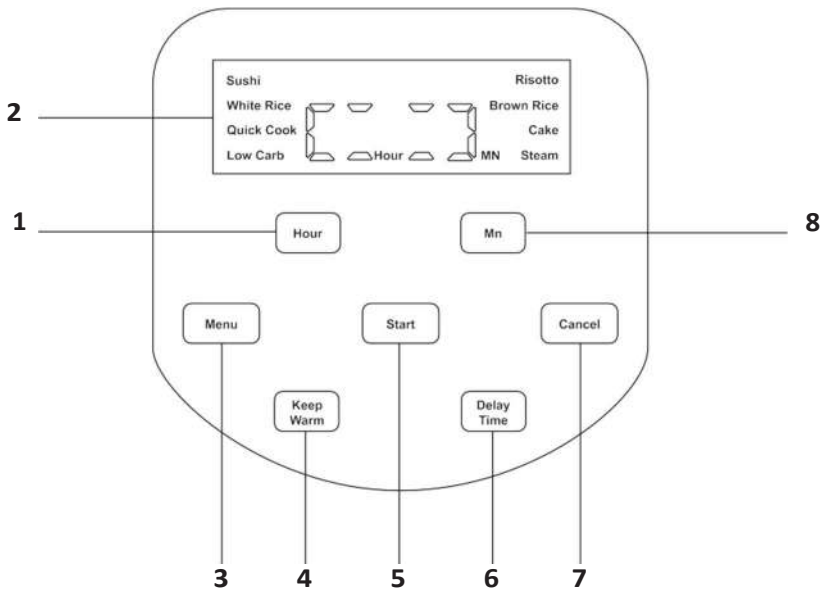 Sushi Risotto
2 White Rice Brown Rice
Quick Cook Cake
Low Carb Hour MN Steam
1 Hour Mn 8
Menu Start Cancel
Keep Delay
Warm Time
3 4 5 6 7